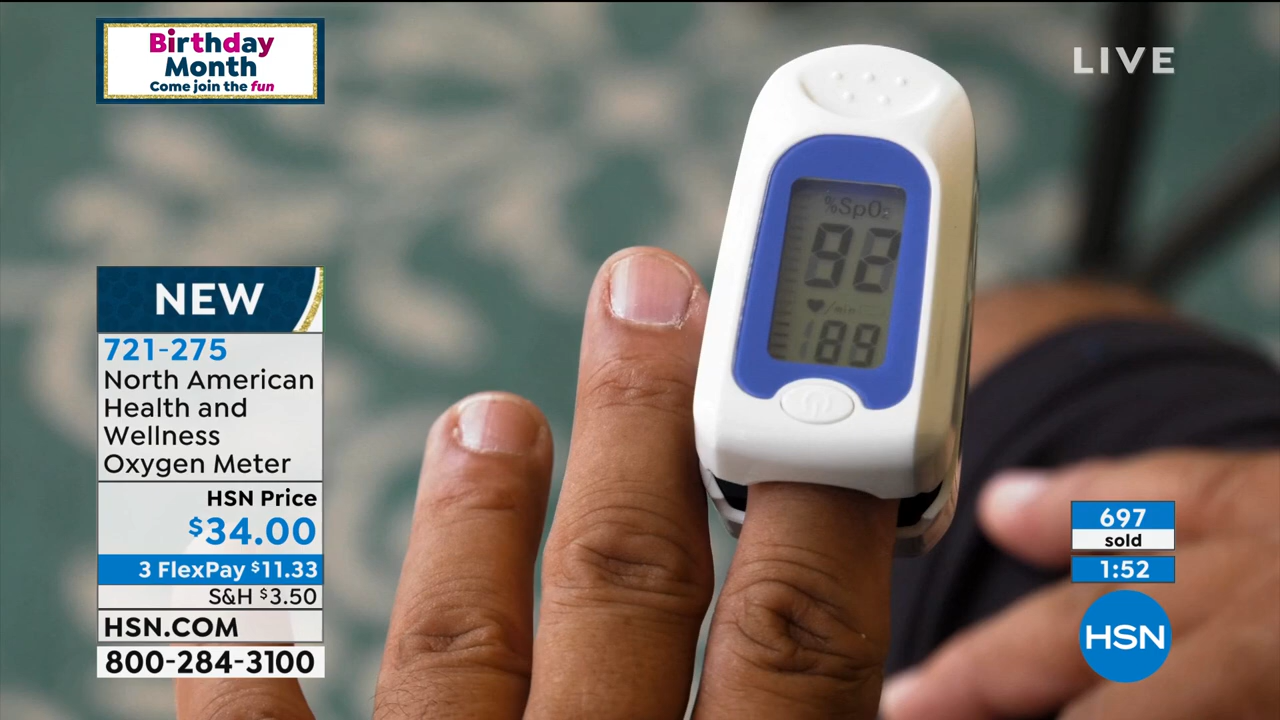 Birthday
Month
Come join the fun
LIVE
%SpO₂
/min
NEW
721-275
North American
Health and
Wellness
Oxygen Meter
HSN Price
$34.00
3 FlexPay $11.33
S&H $3.50
HSN.COM
800-284-3100
697
sold
1:52
HSN